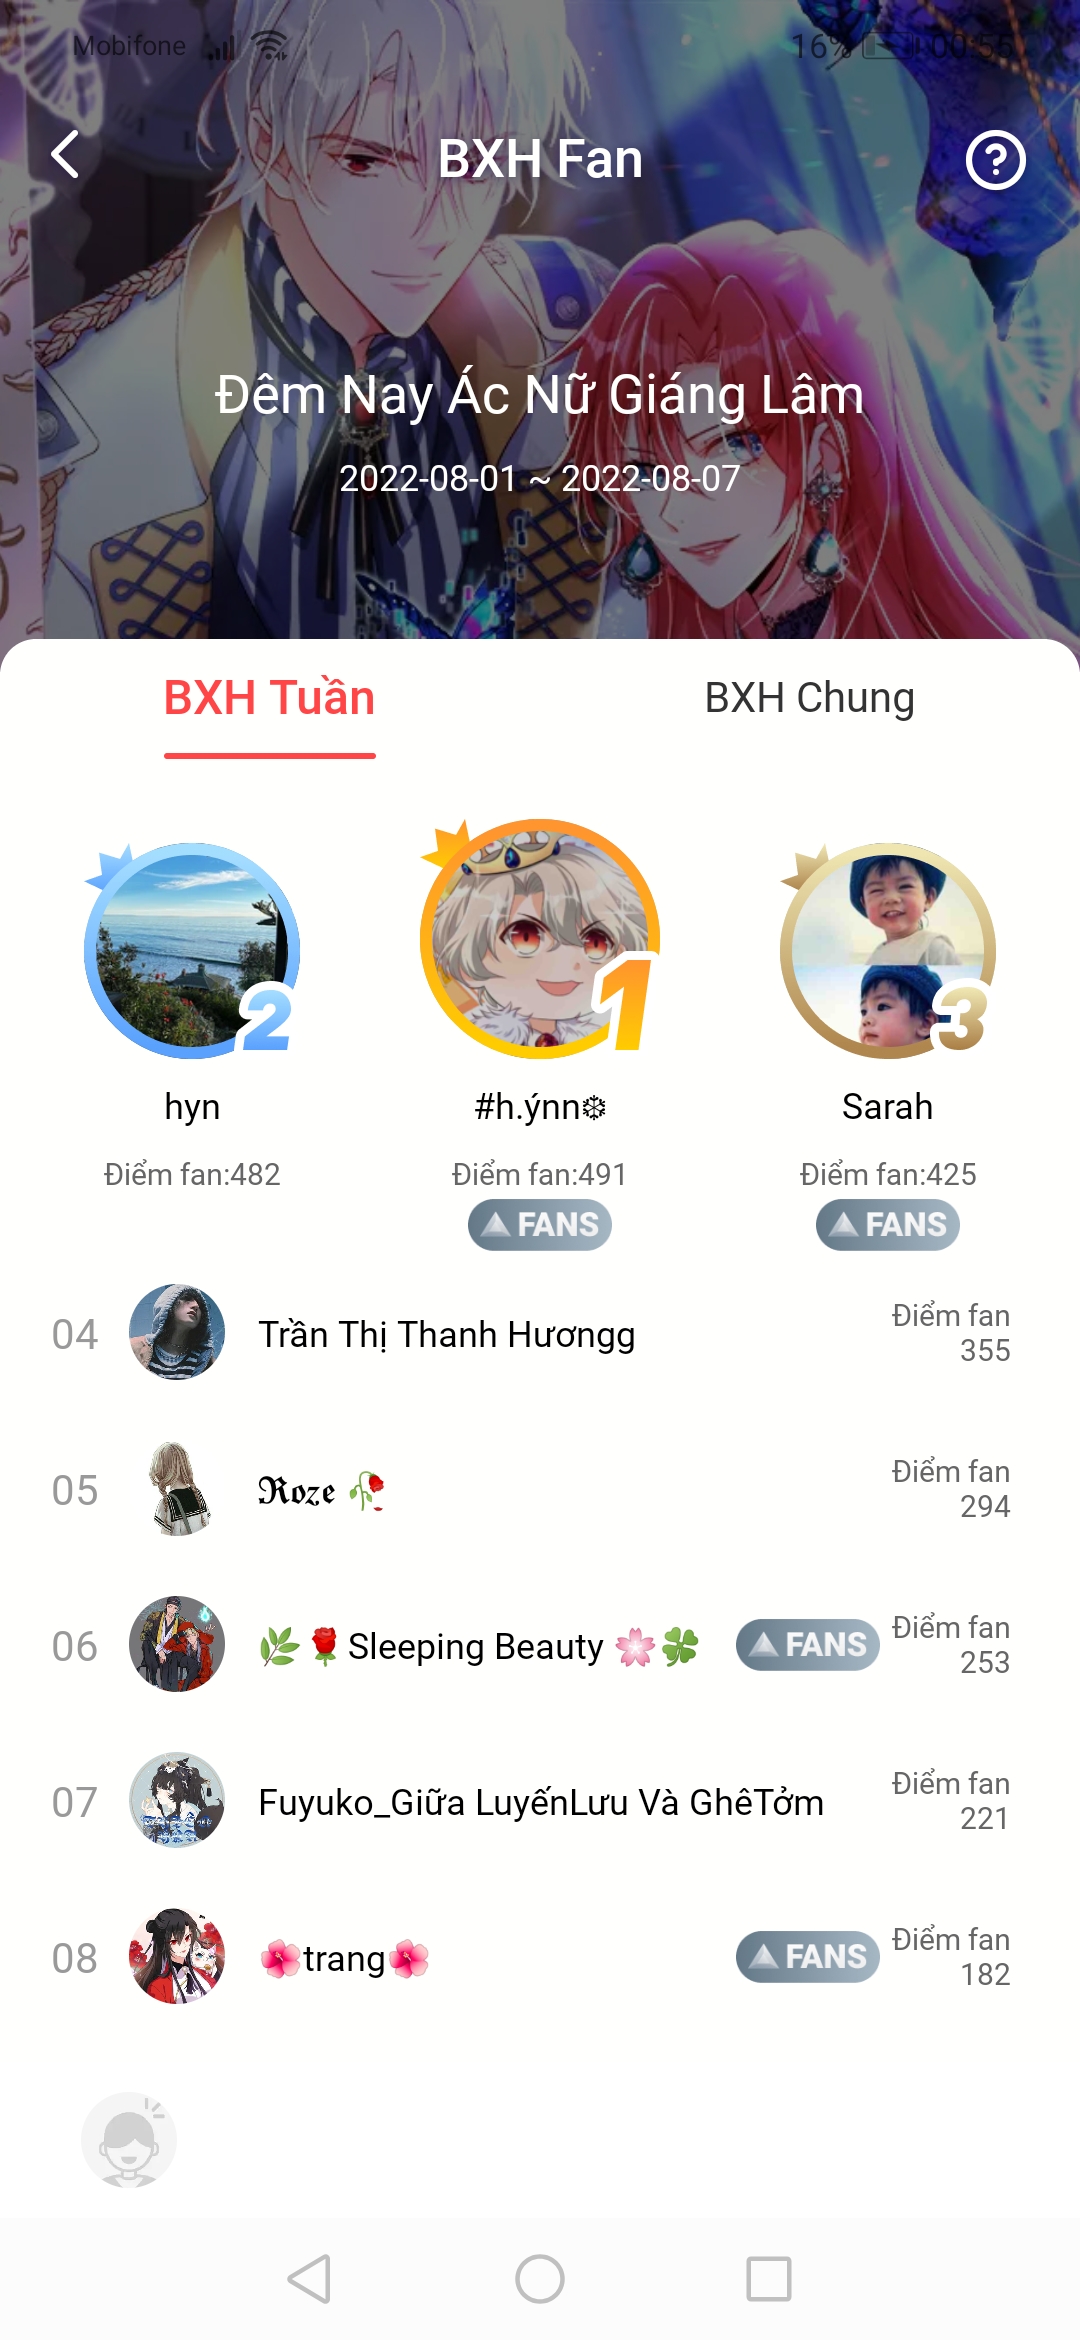 Mobifone 16% 00:55
BXH Fan
Đêm Nay Ác Nữ Giáng Lâm
2022-08-01 ~ 2022-08-07
BXH Tuần BXH Chung
2 1 3
hyn #h.ýnn❄ Sarah
Điểm fan:482 Điểm fan:491 Điểm fan:425
FANS FANS
04 Trần Thị Thanh Hươngg Điểm fan
355
05 𝕽𝖔𝖟𝖊 🥀 Điểm fan
294
06 🌿🌹Sleeping Beauty 🌸🍀 FANS Điểm fan
253
07 Fuyuko_Giữa LuyếnLưu Và GhêTởm Điểm fan
221
08 🌺trang🌺 FANS Điểm fan
182